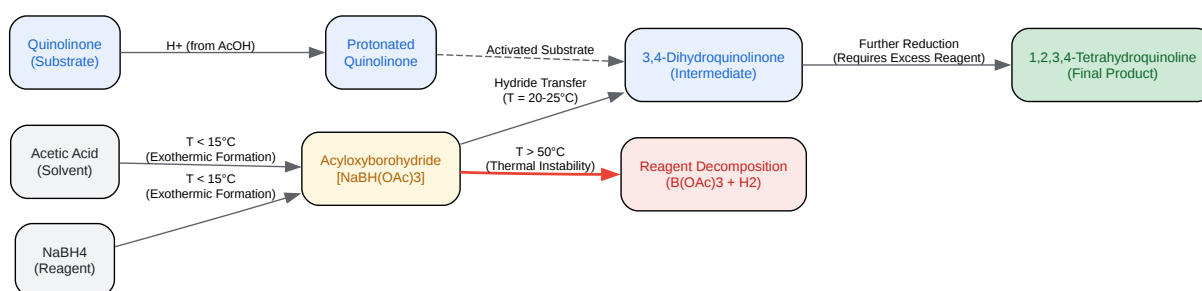 Quinolinone
(Substrate)
H+ (from AcOH)
Protonated
Quinolinone
Activated Substrate
3,4-Dihydroquinolinone
(Intermediate)
Further Reduction
(Requires Excess Reagent)
1,2,3,4-Tetrahydroquinoline
(Final Product)
Hydride Transfer
(T = 20-25°C)
Acetic Acid
(Solvent)
T < 15°C
(Exothermic Formation)
T < 15°C
(Exothermic Formation)
Acyloxyborohydride
[NaBH(OAc)3]
T > 50°C
(Thermal Instability)
Reagent Decomposition
(B(OAc)3 + H2)
NaBH4
(Reagent)